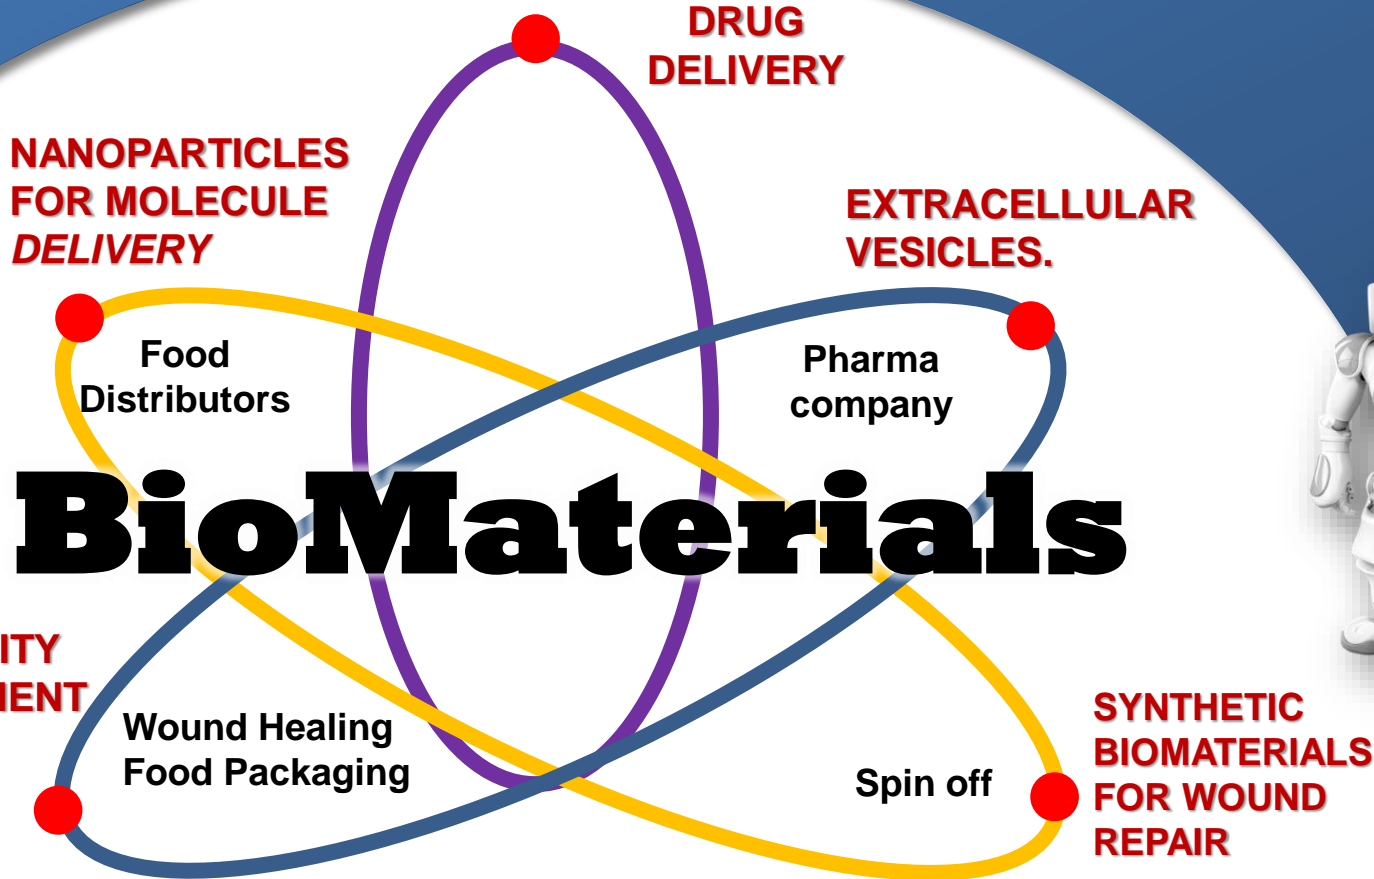 DRUG
DELIVERY
NANOPARTICLES
FOR MOLECULE
DELIVERY
EXTRACELLULAR
VESICLES.
Food
Distributors
Pharma
company
BioMaterials
ITY
MENT
Wound Healing
Food Packaging
Spin off
SYNTHETIC
BIOMATERIALS
FOR WOUND
REPAIR